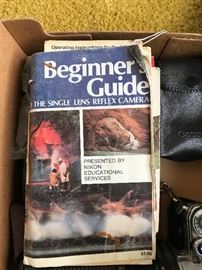 Operating Instructions
Beginner's
Guide
THE SINGLE LENS REFLEX CAMERA
PRESENTED BY
NIKON
EDUCATIONAL
SERVICES